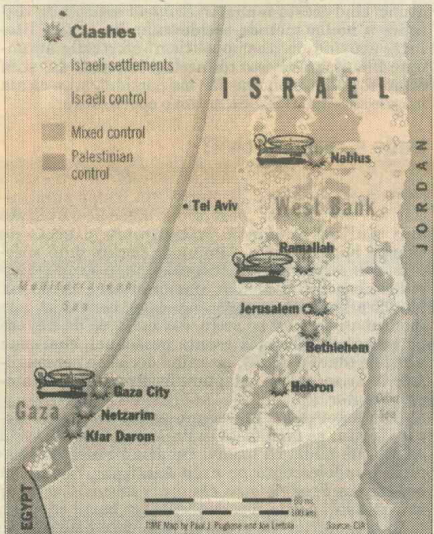 Clashes
Israeli settlements
Israeli control
Mixed control
Palestinian
control
ISRAEL
Nablus
Tel Aviv
West Bank
JORDAN
Ramallah
Mediterranean
Sea
Jerusalem
Bethlehem
Hebron
Dead
Sea
Gaza City
Gaza
Netzarim
Kfar Darom
EGYPT
TIME Map by Paul J. Pugliese and Joe Lertola
Source: CIA